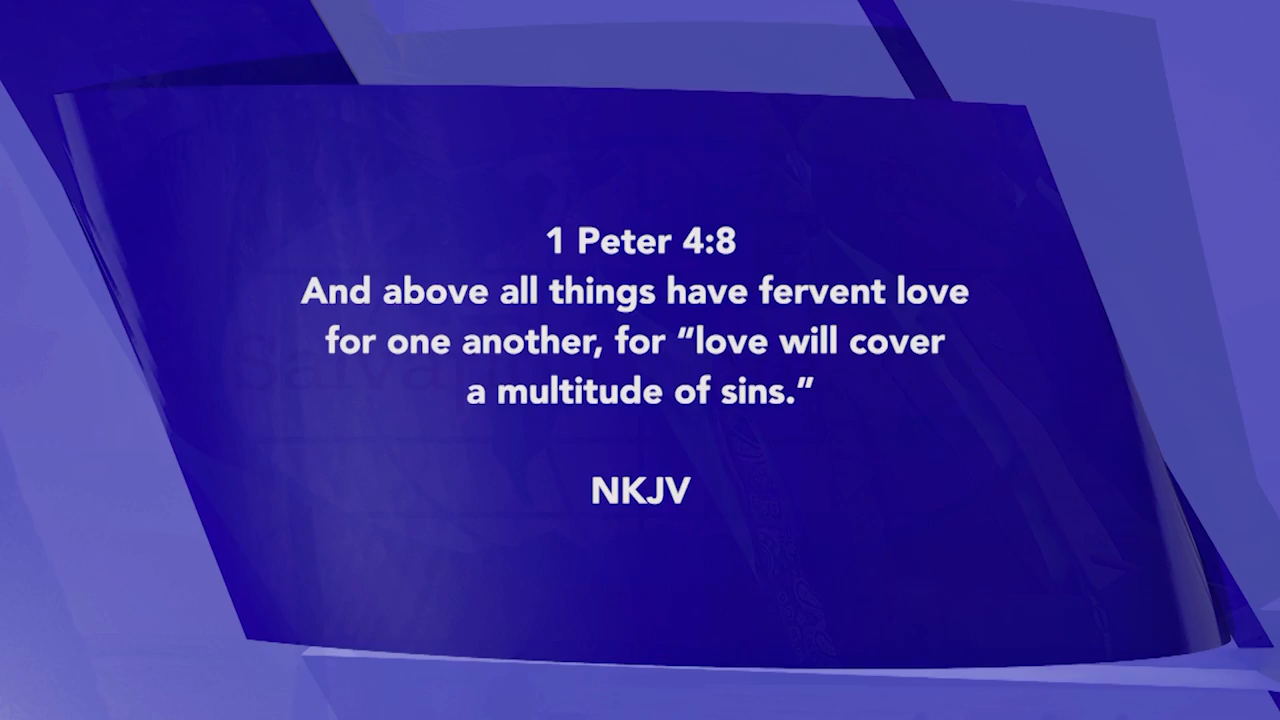 1 Peter 4:8
And above all things have fervent love
for one another, for “love will cover
a multitude of sins.”
NKJV